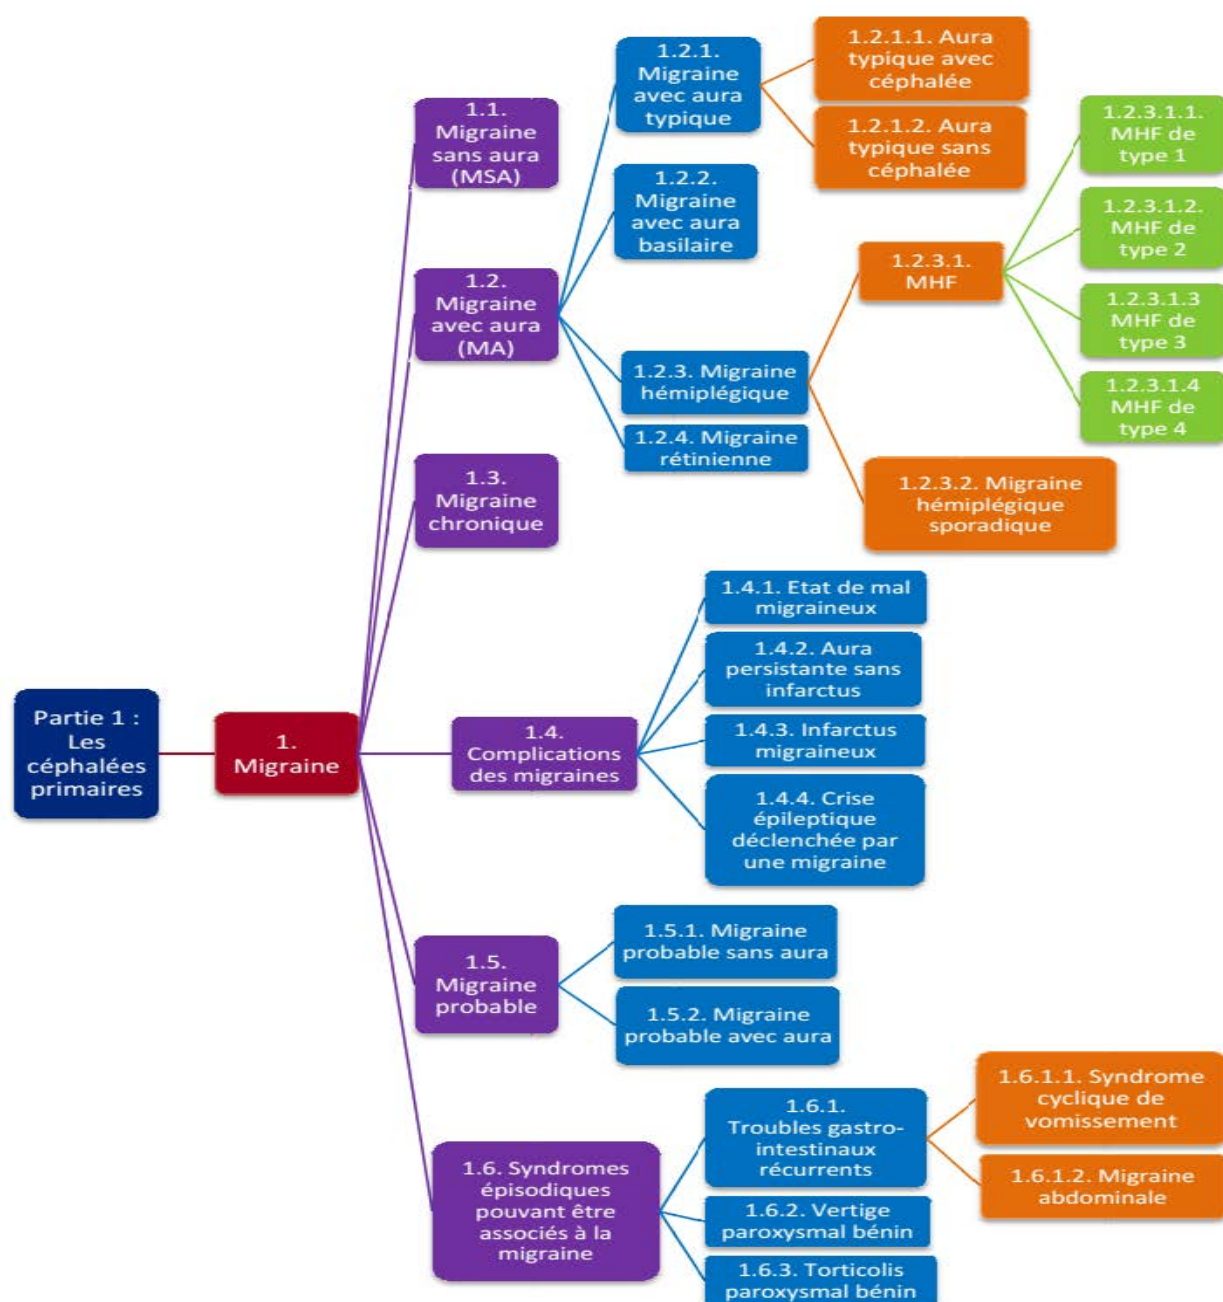 Partie 1 :
Les
céphalées
primaires
1.
Migraine
1.1.
Migraine
sans aura
(MSA)
1.2.
Migraine
avec aura
(MA)
1.2.1.
Migraine
avec aura
typique
1.2.1.1. Aura
typique avec
céphalée
1.2.1.2. Aura
typique sans
céphalée
1.2.2.
Migraine
avec aura
basilaire
1.2.3. Migraine
hémiplégique
1.2.3.1.
MHF
1.2.3.1.1.
MHF de
type 1
1.2.3.1.2.
MHF de
type 2
1.2.3.1.3
MHF de
type 3
1.2.3.1.4
MHF de
type 4
1.2.3.2. Migraine
hémiplégique
sporadique
1.2.4. Migraine
rétinienne
1.3.
Migraine
chronique
1.4.
Complications
des migraines
1.4.1. Etat de mal
migraineux
1.4.2. Aura
persistante sans
infarctus
1.4.3. Infarctus
migraineux
1.4.4. Crise
épileptique
déclenchée par
une migraine
1.5.
Migraine
probable
1.5.1. Migraine
probable sans aura
1.5.2. Migraine
probable avec aura
1.6. Syndromes
épisodiques
pouvant être
associés à la
migraine
1.6.1.
Troubles gastro-
intestinaux
récurrents
1.6.1.1. Syndrome
cyclique de
vomissement
1.6.1.2. Migraine
abdominale
1.6.2. Vertige
paroxysmal bénin
1.6.3. Torticolis
paroxysmal bénin